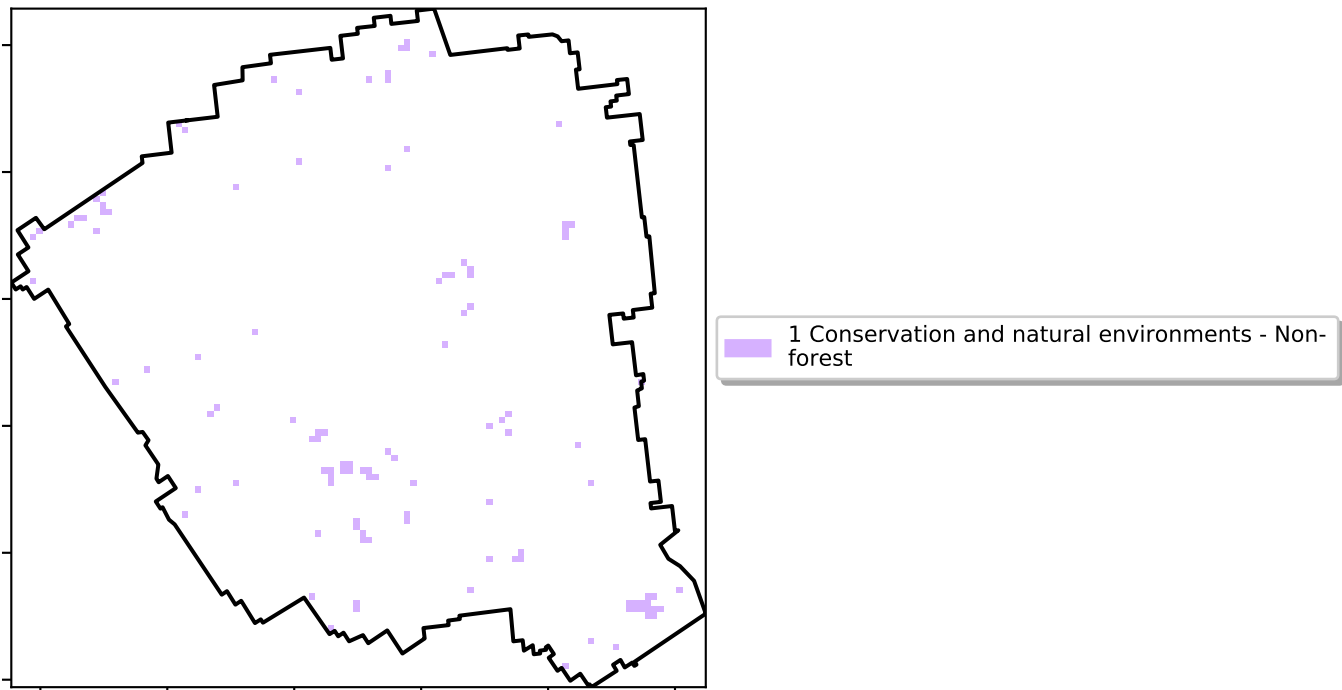 1 Conservation and natural environments - Non-
forest